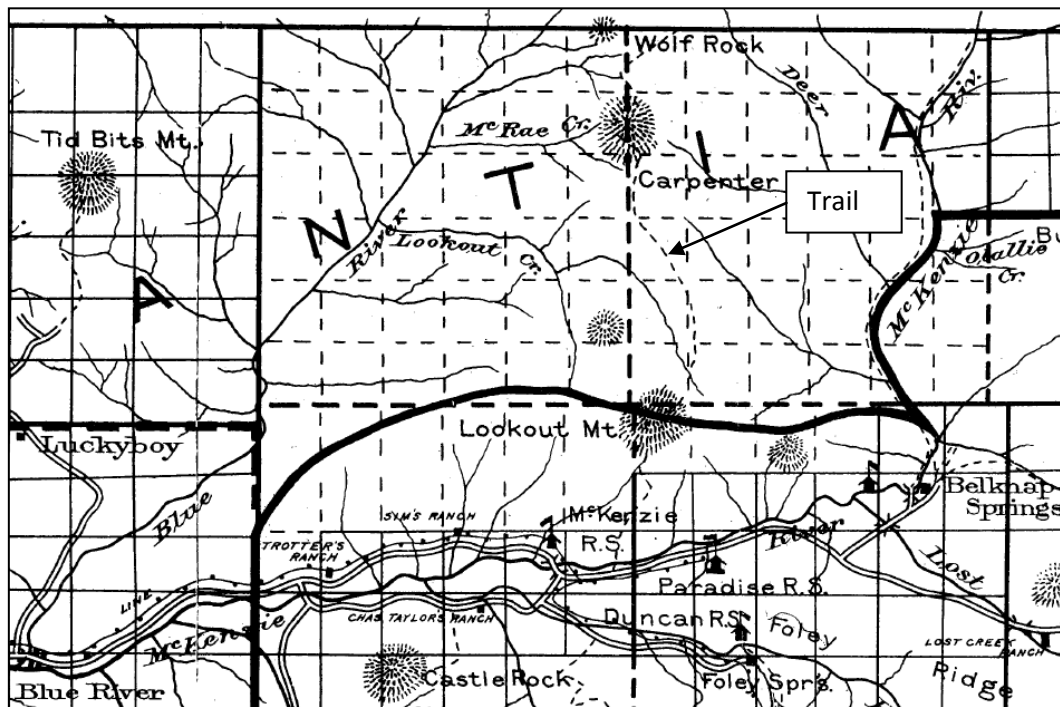 Wolf Rock
Deer
Riv.
A
McRae Cr.
I
Tid Bits Mt.
T
Carpenter
Trail
N
River
Lookout Cr.
McKenzie
Olallie
Cr.
A
Lookout Mt.
Luckyboy
Belknap
Springs
Blue
SIM'S RANCH
McKenzie
R.S.
River
TROTTER'S
RANCH
Lost
Paradise R.S.
LINE
McKenzie
CHAS. TAYLOR'S RANCH
Duncan R.S.
Foley
LOST CREEK
RANCH
Castle Rock
Foley Spr's.
Ridge
Blue River